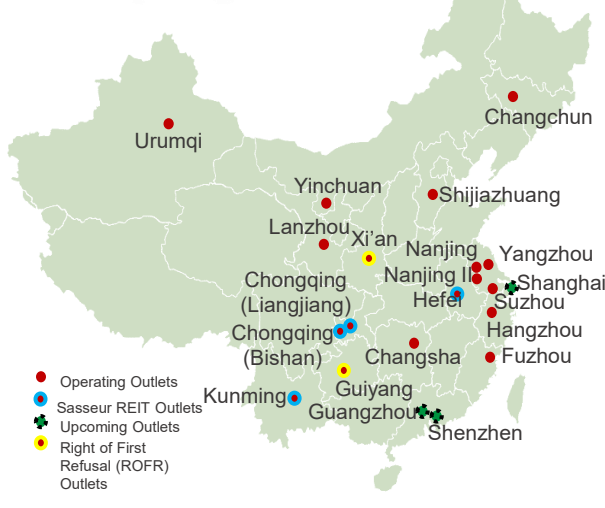 Changchun
Urumqi
Yinchuan
Shijiazhuang
Lanzhou
Xi'an
Nanjing
Yangzhou
Nanjing II
Shanghai
Chongqing
(Liangjiang)
Hefei
Suzhou
Chongqing
(Bishan)
Hangzhou
Changsha
Fuzhou
Guiyang
Kunming
Guangzhou
Shenzhen
Operating Outlets
Sasseur REIT Outlets
Upcoming Outlets
Right of First
Refusal (ROFR)
Outlets